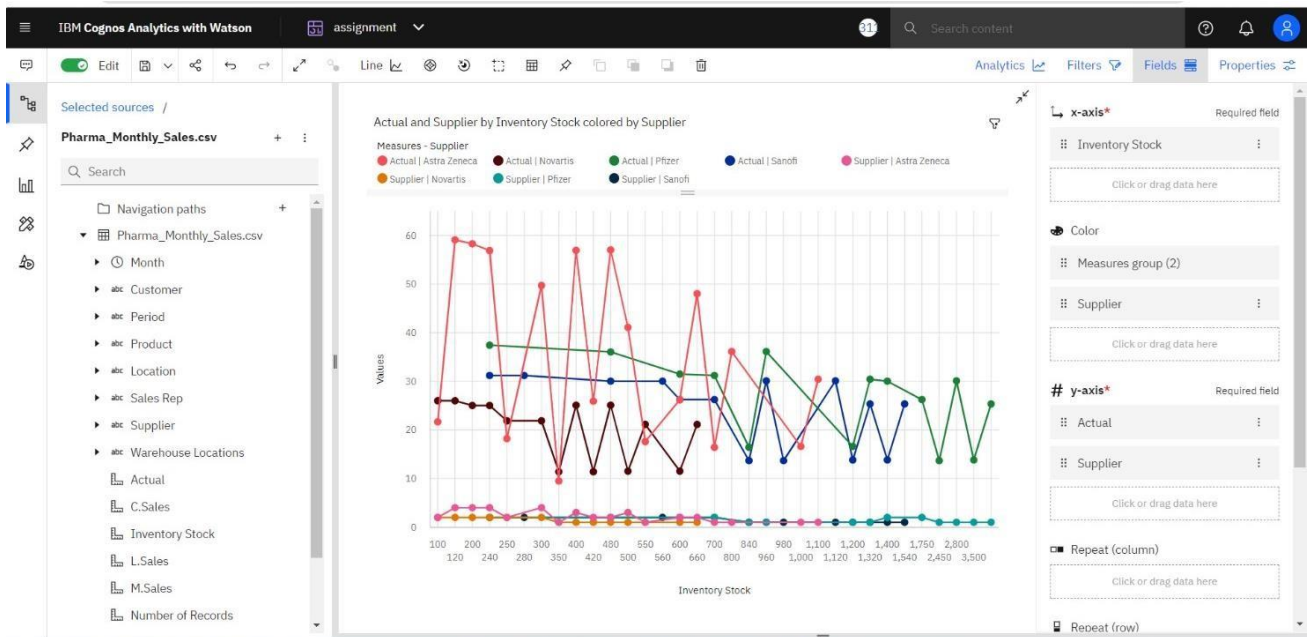 IBM Cognos Analytics with Watson
assignment
311
Search content
Edit
Line
Analytics
Filters
Fields
Properties
Selected sources /
Pharma_Monthly_Sales.csv
Search
Navigation paths
Pharma_Monthly_Sales.csv
Month
abc Customer
abc Period
abc Product
abc Location
abc Sales Rep
abc Supplier
abc Warehouse Locations
Actual
C.Sales
Inventory Stock
L.Sales
M.Sales
Number of Records
Actual and Supplier by Inventory Stock colored by Supplier
Measures - Supplier
Actual | Astra Zeneca Actual | Novartis Actual | Pfizer Actual | Sanofi Supplier | Astra Zeneca
Supplier | Novartis Supplier | Pfizer Supplier | Sanofi
Values
60
50
40
30
20
10
0
100 200 250 300 400 480 550 600 700 840 980 1,100 1,200 1,400 1,750 2,800
120 240 280 350 420 500 560 660 800 960 1,000 1,120 1,320 1,540 2,450 3,500
Inventory Stock
x-axis* Required field
Inventory Stock
Click or drag data here
Color
Measures group (2)
Supplier
Click or drag data here
# y-axis* Required field
Actual
Supplier
Click or drag data here
Repeat (column)
Click or drag data here
Repeat (row)